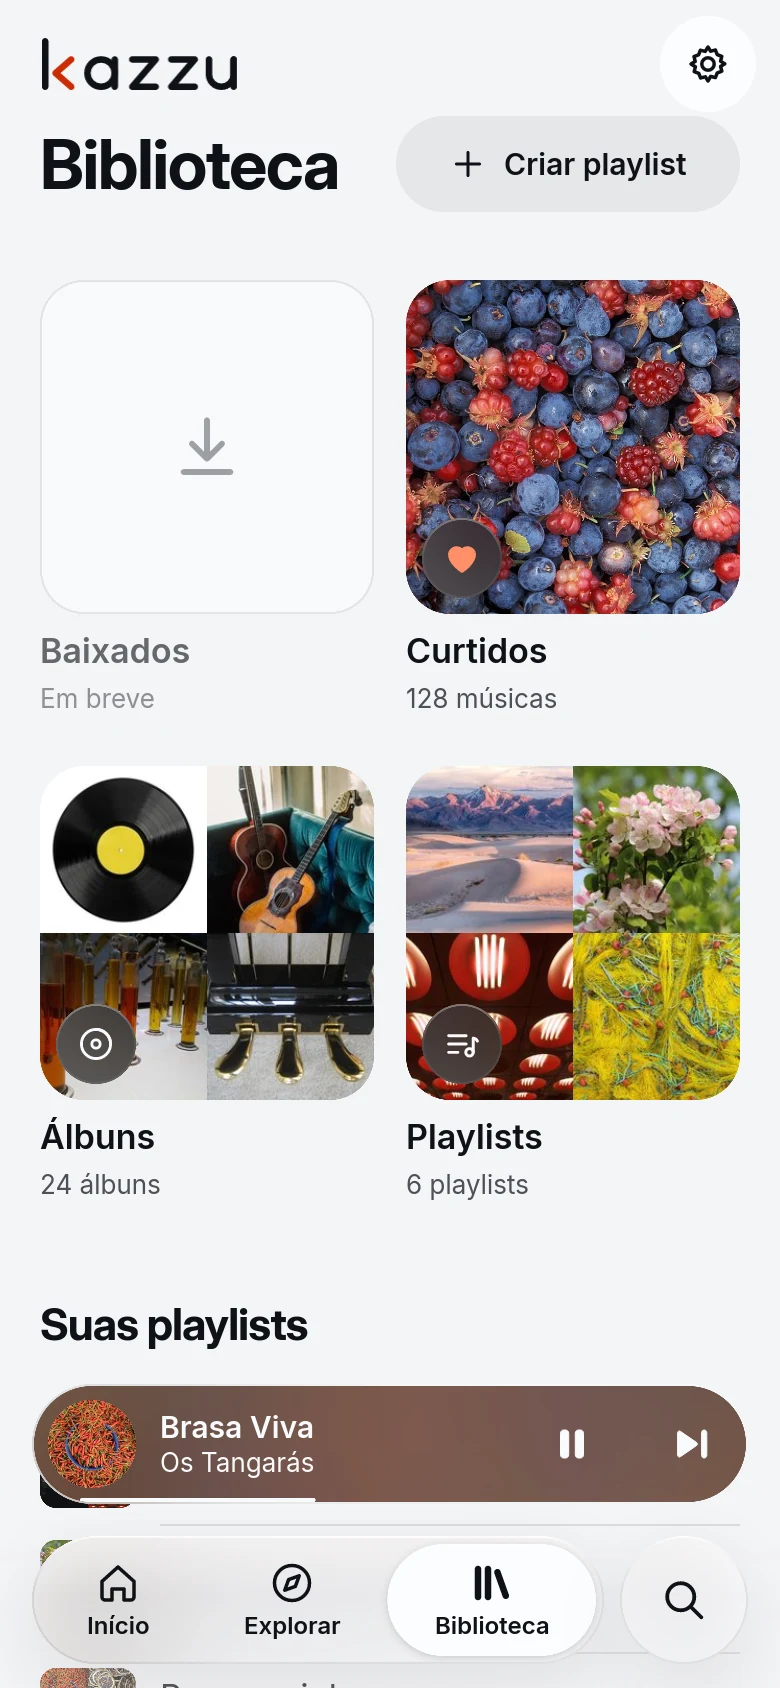 kazzu
Biblioteca
Criar playlist
Baixados
Em breve
Curtidos
128 músicas
Álbuns
24 álbuns
Playlists
6 playlists
Suas playlists
Brasa Viva
Os Tangarás
Início
Explorar
Biblioteca